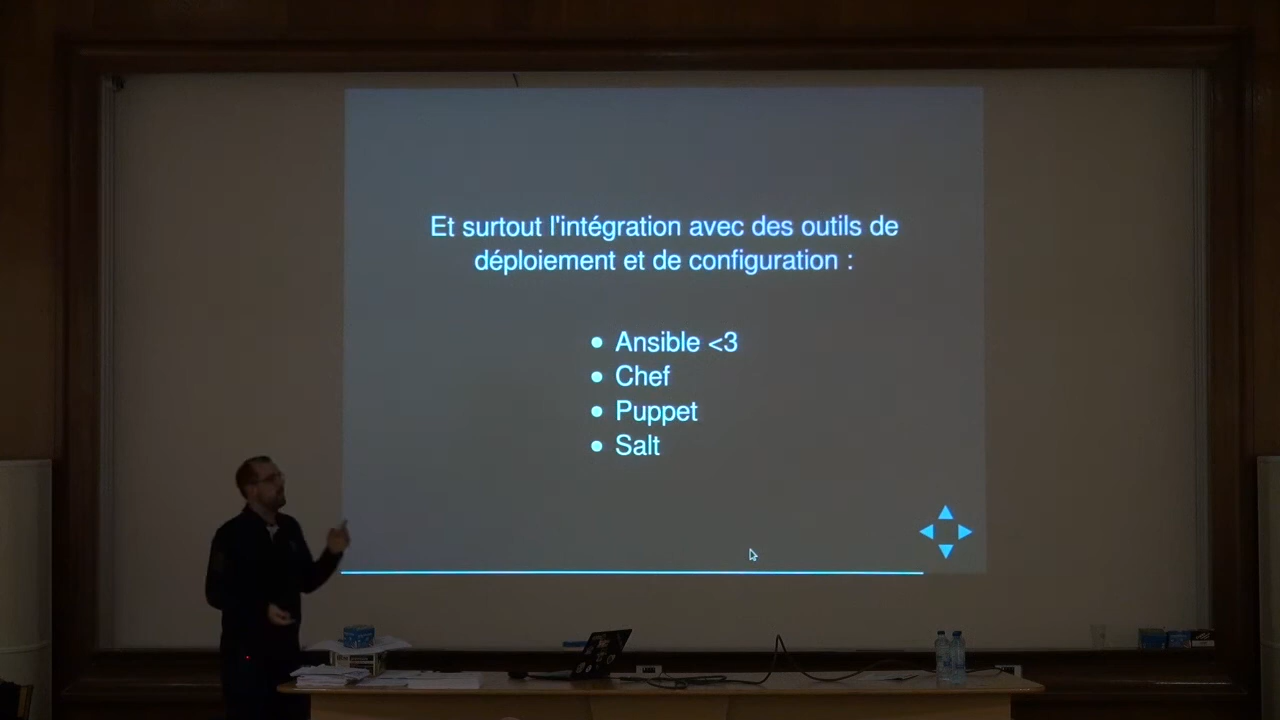 Et surtout l'intégration avec des outils de
déploiement et de configuration :
• Ansible <3
• Chef
• Puppet
• Salt